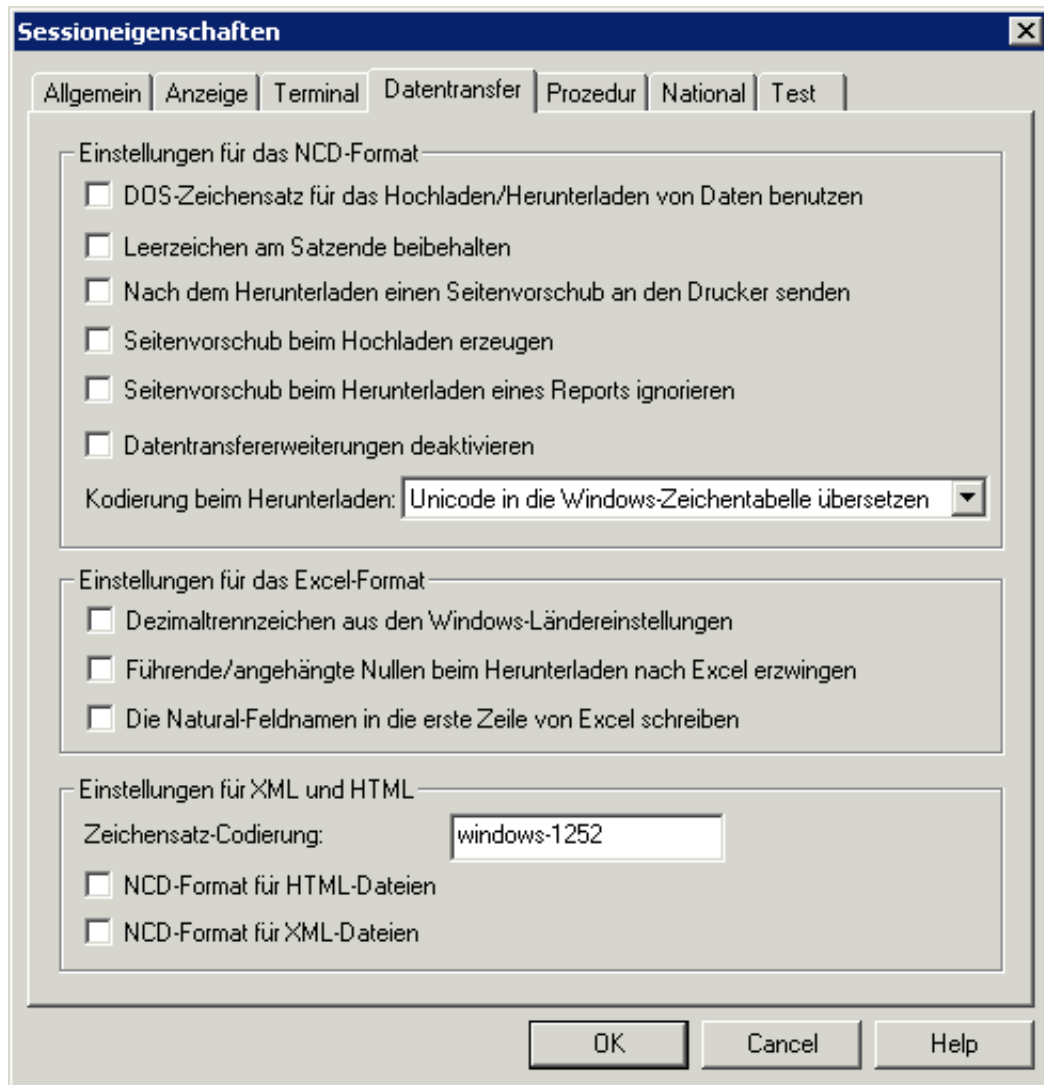 Sessioneigenschaften
Allgemein Anzeige Terminal Datentransfer Prozedur National Test
Einstellungen für das NCD-Format
DOS-Zeichensatz für das Hochladen/Herunterladen von Daten benutzen
Leerzeichen am Satzende beibehalten
Nach dem Herunterladen einen Seitenvorschub an den Drucker senden
Seitenvorschub beim Hochladen erzeugen
Seitenvorschub beim Herunterladen eines Reports ignorieren
Datentransfererweiterungen deaktivieren
Kodierung beim Herunterladen: Unicode in die Windows-Zeichentabelle übersetzen
Einstellungen für das Excel-Format
Dezimaltrennzeichen aus den Windows-Ländereinstellungen
Führende/angehängte Nullen beim Herunterladen nach Excel erzwingen
Die Natural-Feldnamen in die erste Zeile von Excel schreiben
Einstellungen für XML und HTML
Zeichensatz-Codierung: windows-1252
NCD-Format für HTML-Dateien
NCD-Format für XML-Dateien
OK Cancel Help